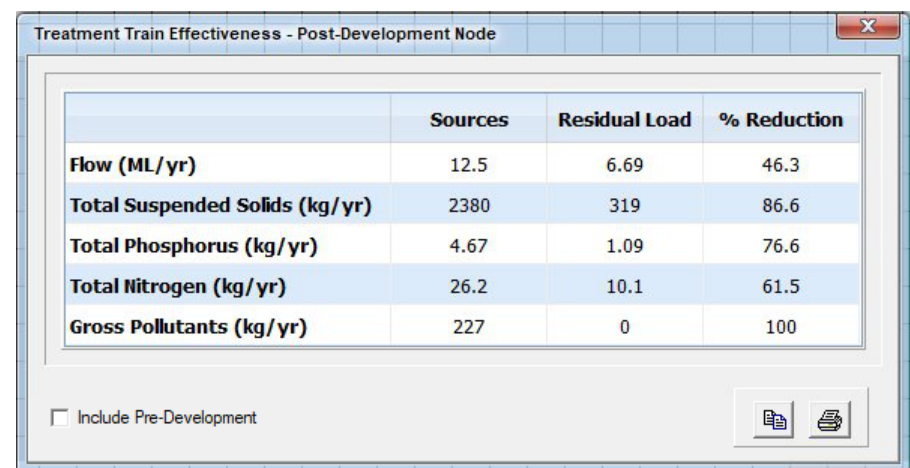 Treatment Train Effectiveness - Post-Development Node
Sources Residual Load % Reduction
Flow (ML/yr) 12.5 6.69 46.3
Total Suspended Solids (kg/yr) 2380 319 86.6
Total Phosphorus (kg/yr) 4.67 1.09 76.6
Total Nitrogen (kg/yr) 26.2 10.1 61.5
Gross Pollutants (kg/yr) 227 0 100
Include Pre-Development